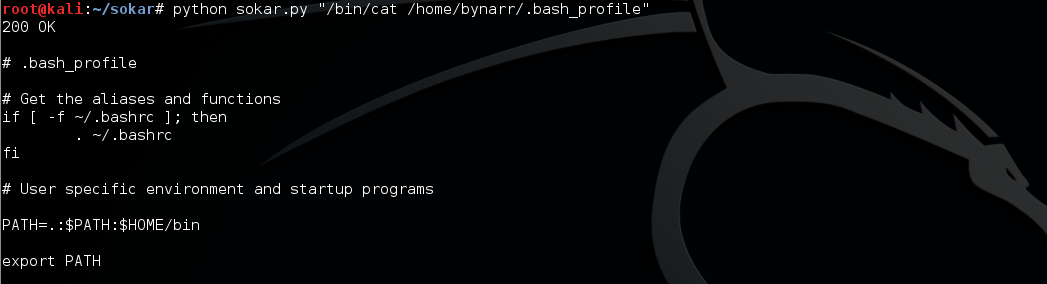 root@kali:~/sokar# python sokar.py "/bin/cat /home/bynarr/.bash_profile"
200 OK
# .bash_profile
# Get the aliases and functions
if [ -f ~/.bashrc ]; then
        . ~/.bashrc
fi
# User specific environment and startup programs
PATH=.:$PATH:$HOME/bin
export PATH